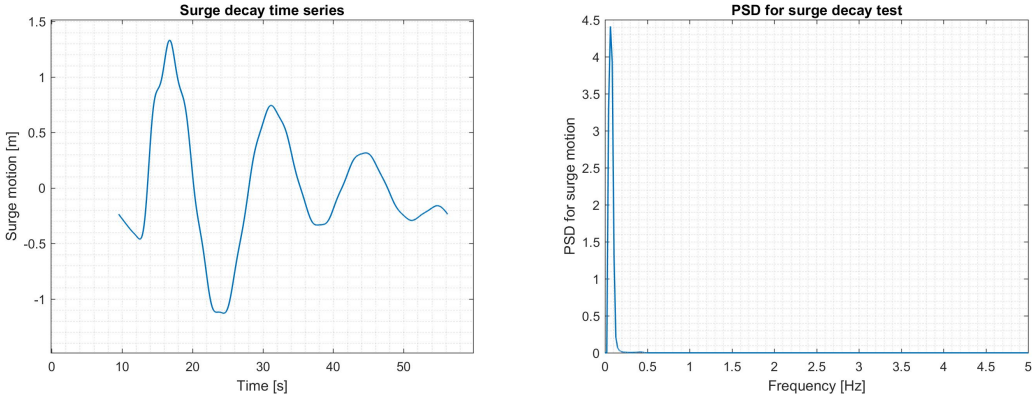 Surge decay time series
1.5
1
0.5
0
-0.5
-1
Surge motion [m]
0 10 20 30 40 50
Time [s]
PSD for surge decay test
4.5
4
3.5
3
2.5
2
1.5
1
0.5
0
PSD for surge motion
0 0.5 1 1.5 2 2.5 3 3.5 4 4.5 5
Frequency [Hz]